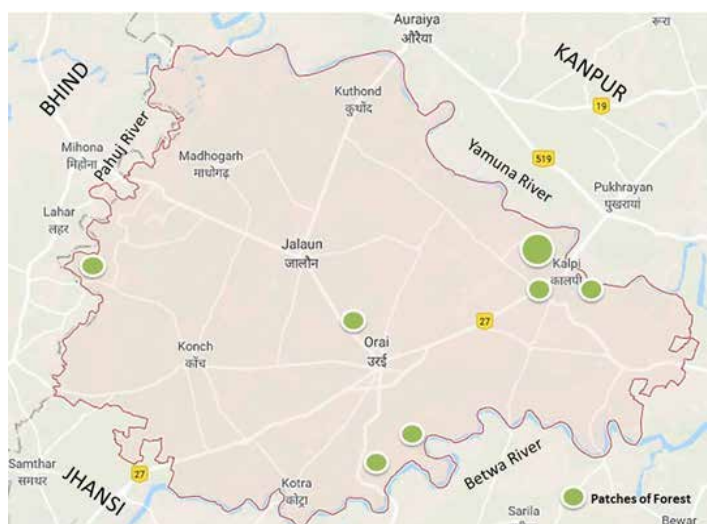 Auraiya
औरैया
रूरा
BHIND
KANPUR
Kuthond
कुठोंद
19
Pahuj River
Mihona
मिहोना
Madhogarh
माधोगढ़
519
Yamuna River
Pukhrayan
पुखरायां
Lahar
लहर
Jalaun
जालौन
Kalpi
कालपी
27
Konch
कोंच
Orai
उरई
Samthar
समथर
JHANSI
27
Kotra
कोट्रा
Betwa River
Patches of Forest
Sarila
Bewar